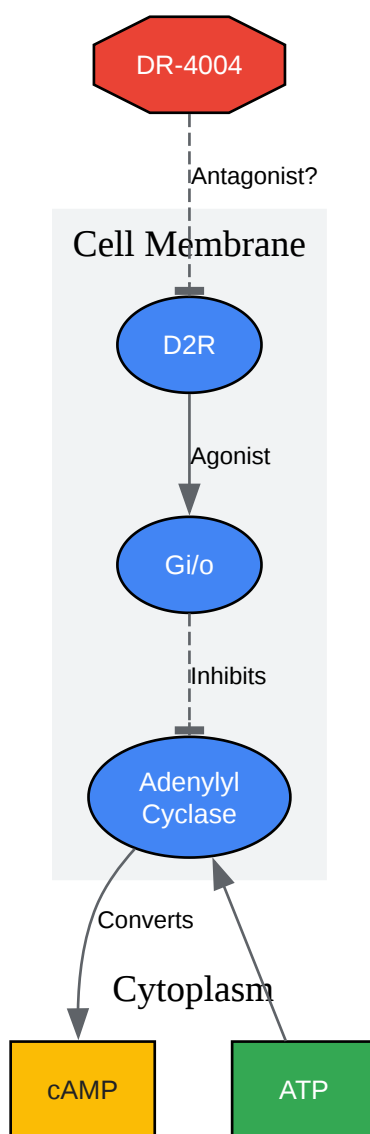 DR-4004
Antagonist?
Cell Membrane
D2R
Agonist
Gi/o
Inhibits
Adenylyl
Cyclase
Converts
Cytoplasm
cAMP
ATP